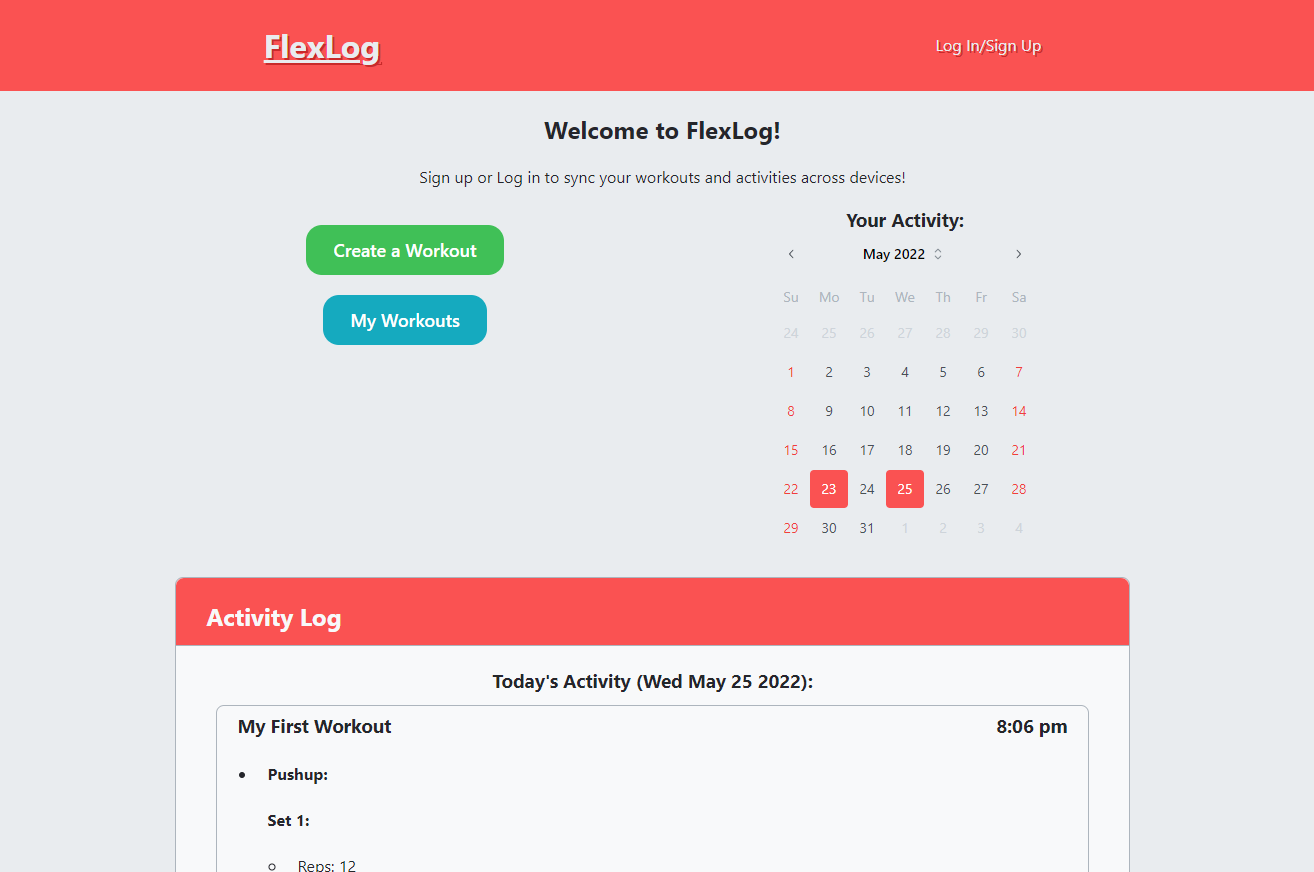 FlexLog
Log In/Sign Up
Welcome to FlexLog!
Sign up or Log in to sync your workouts and activities across devices!
Create a Workout
My Workouts
Your Activity:
May 2022
Su Mo Tu We Th Fr Sa
24 25 26 27 28 29 30
1 2 3 4 5 6 7
8 9 10 11 12 13 14
15 16 17 18 19 20 21
22 23 24 25 26 27 28
29 30 31 1 2 3 4
Activity Log
Today's Activity (Wed May 25 2022):
My First Workout 8:06 pm
Pushup:
Set 1:
Reps: 12